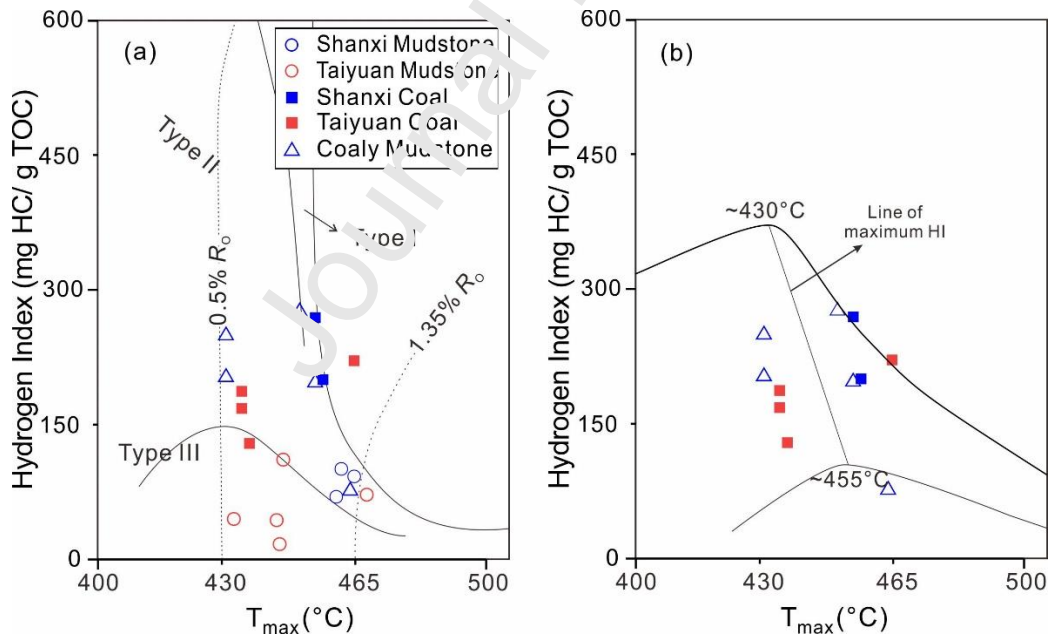 Journal
600
450
300
150
0
Hydrogen Index (mg HC/ g TOC)
(a)
Shanxi Mudstone
Taiyuan Mudstone
Shanxi Coal
Taiyuan Coal
Coaly Mudstone
Type II
Type I
Type III
0.5% Ro
1.35% Ro
400
430
465
500
Tmax(°C)
600
450
300
150
0
Hydrogen Index (mg HC/ g TOC)
(b)
~430°C
Line of
maximum HI
~455°C
400
430
465
500
Tmax(°C)